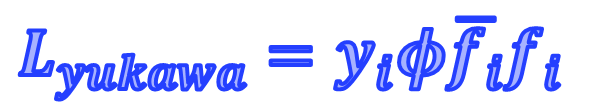 L_yukawa = y_i ϕ f̅_i f_i